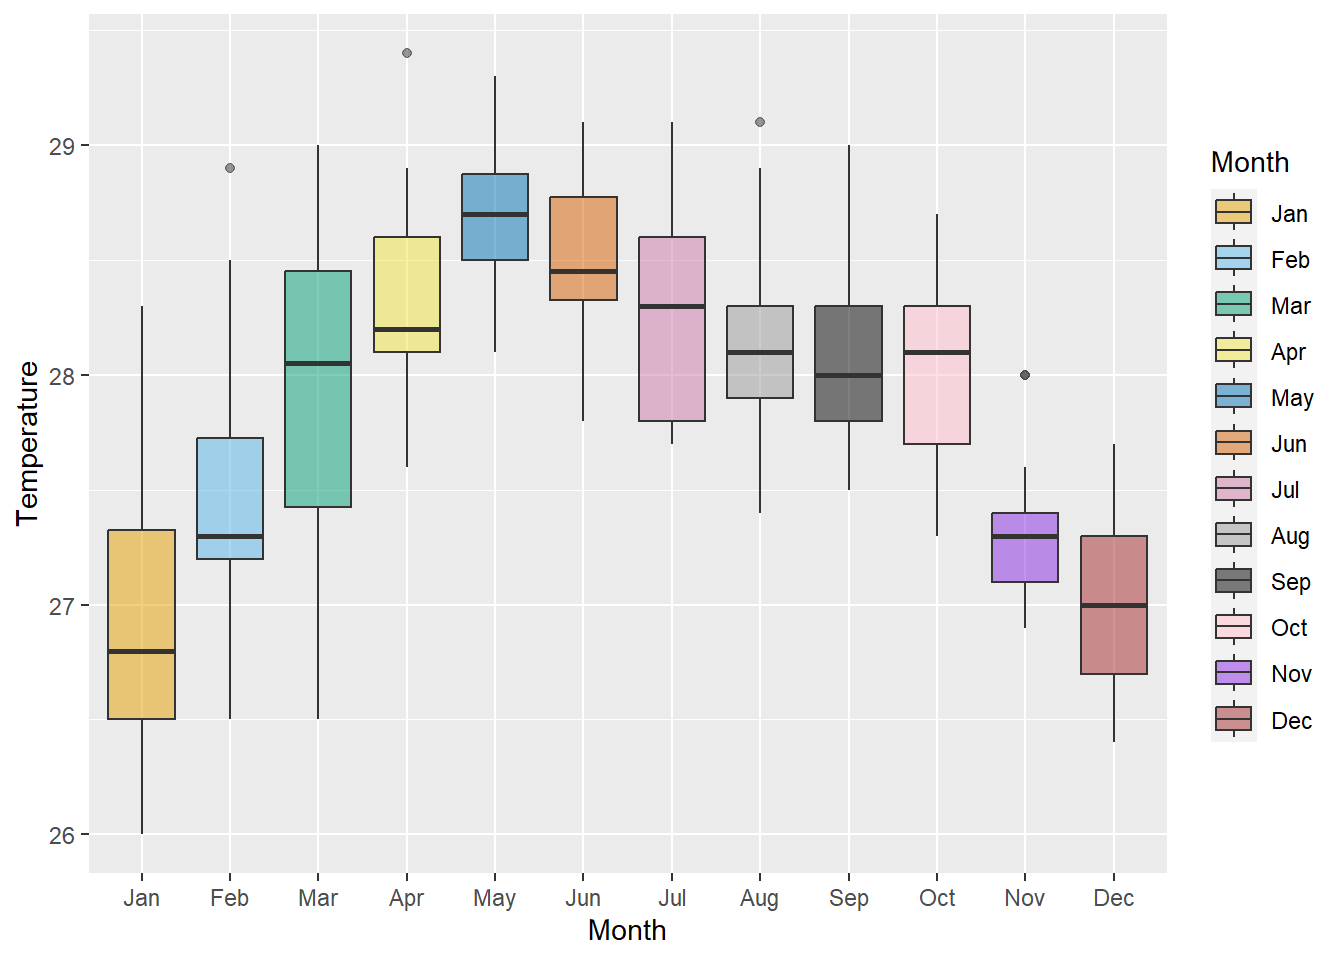 29
28
27
26
Temperature
Jan Feb Mar Apr May Jun Jul Aug Sep Oct Nov Dec
Month
Month
Jan
Feb
Mar
Apr
May
Jun
Jul
Aug
Sep
Oct
Nov
Dec